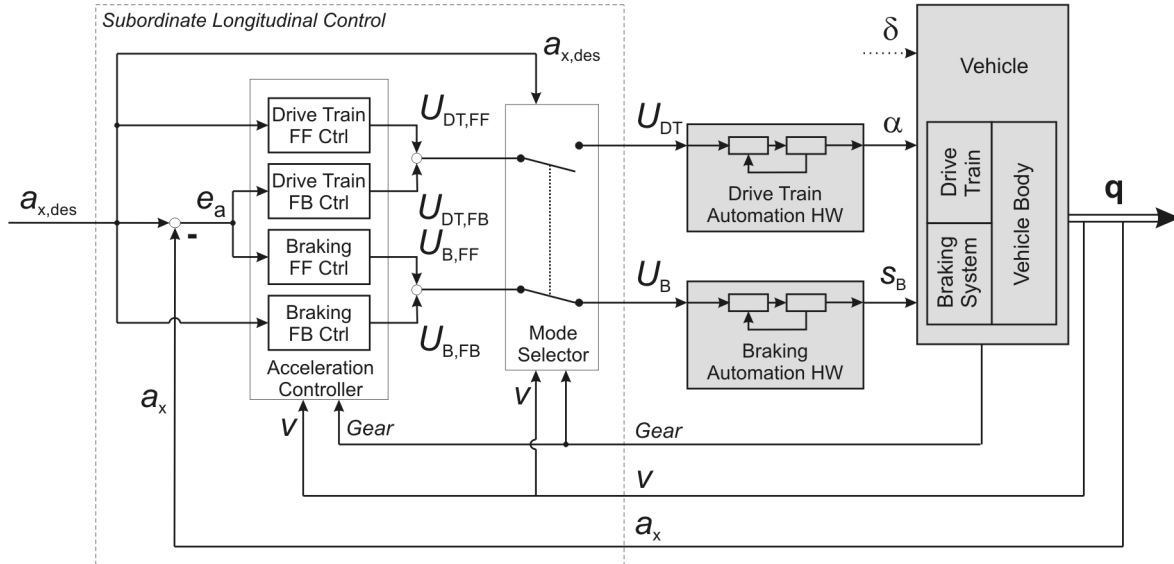 Subordinate Longitudinal Control
a_x,des
δ
Vehicle
Drive Train
FF Ctrl
U_DT,FF
U_DT
α
Drive Train
FB Ctrl
Drive Train
Automation HW
Drive
Train
Vehicle Body
q
a_x,des
e_a
-
U_DT,FB
Braking
FF Ctrl
U_B,FF
U_B
s_B
Braking
System
Braking
FB Ctrl
U_B,FB
Mode
Selector
Braking
Automation HW
Acceleration
Controller
a_x
v
Gear
v
Gear
v
a_x